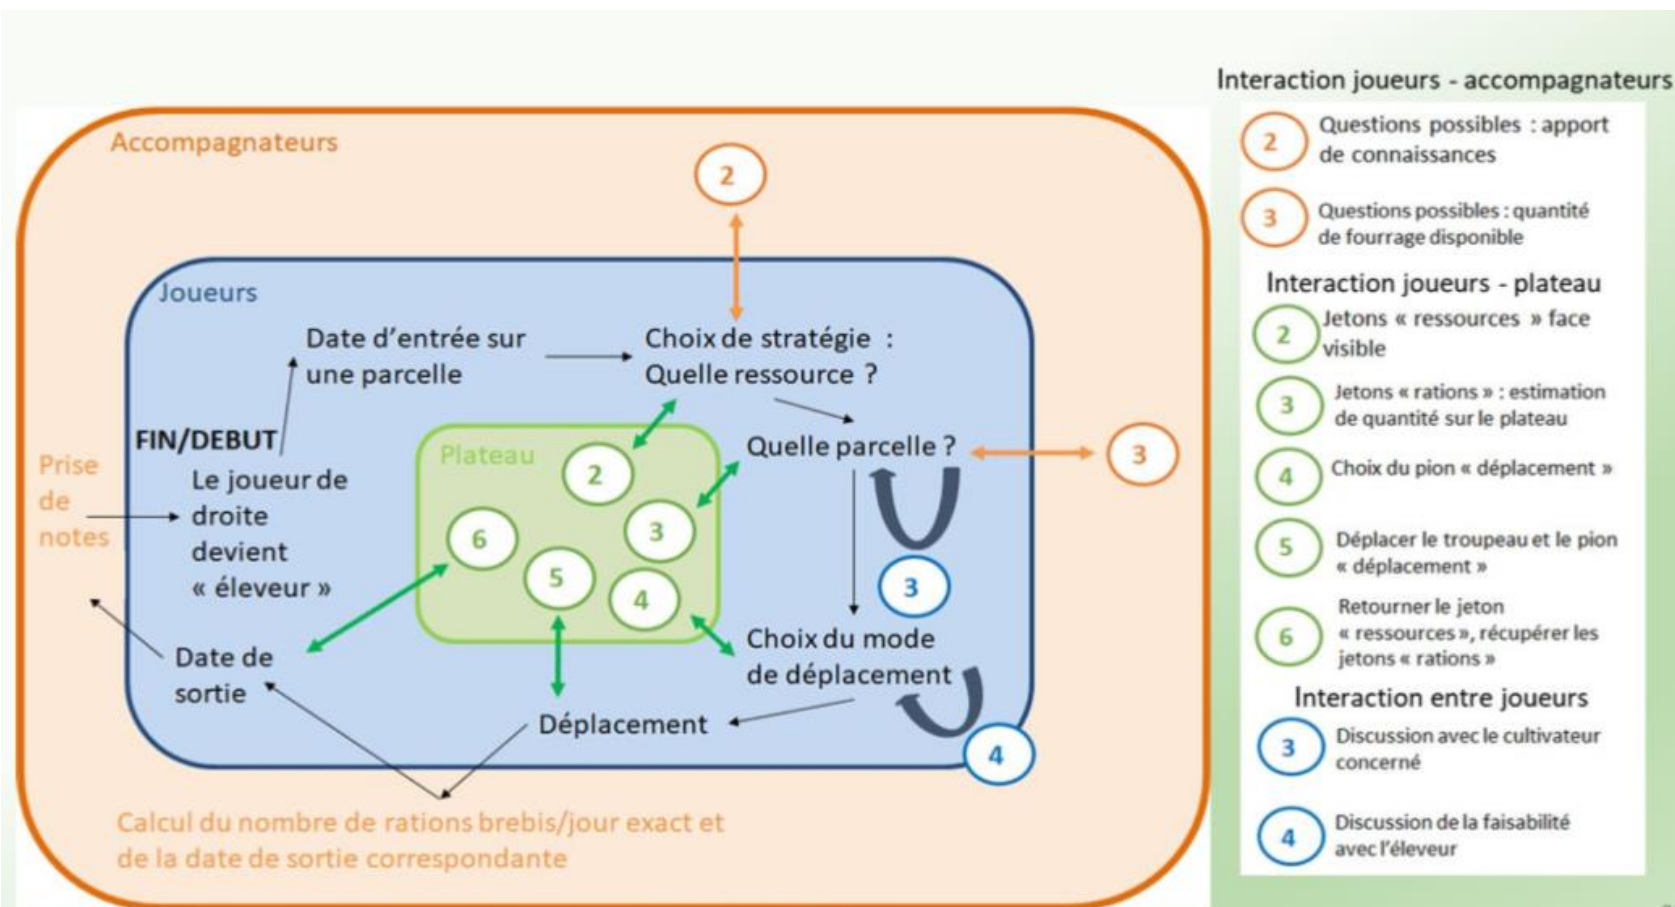 Accompagnateurs
2
Joueurs
Date d'entrée sur
une parcelle
Choix de stratégie :
Quelle ressource ?
FIN/DEBUT
Le joueur de
droite
devient
« éleveur »
Prise
de
notes
Plateau
2
3
6
5
4
Quelle parcelle ?
3
3
Choix du mode
de déplacement
4
Déplacement
Date de
sortie
Calcul du nombre de rations brebis/jour exact et
de la date de sortie correspondante
Interaction joueurs - accompagnateurs
2
Questions possibles : apport
de connaissances
3
Questions possibles : quantité
de fourrage disponible
Interaction joueurs - plateau
2
Jetons « ressources » face
visible
3
Jetons « rations » : estimation
de quantité sur le plateau
4
Choix du pion « déplacement »
5
Déplacer le troupeau et le pion
« déplacement »
6
Retourner le jeton
« ressources », récupérer les
jetons « rations »
Interaction entre joueurs
3
Discussion avec le cultivateur
concerné
4
Discussion de la faisabilité
avec l'éleveur